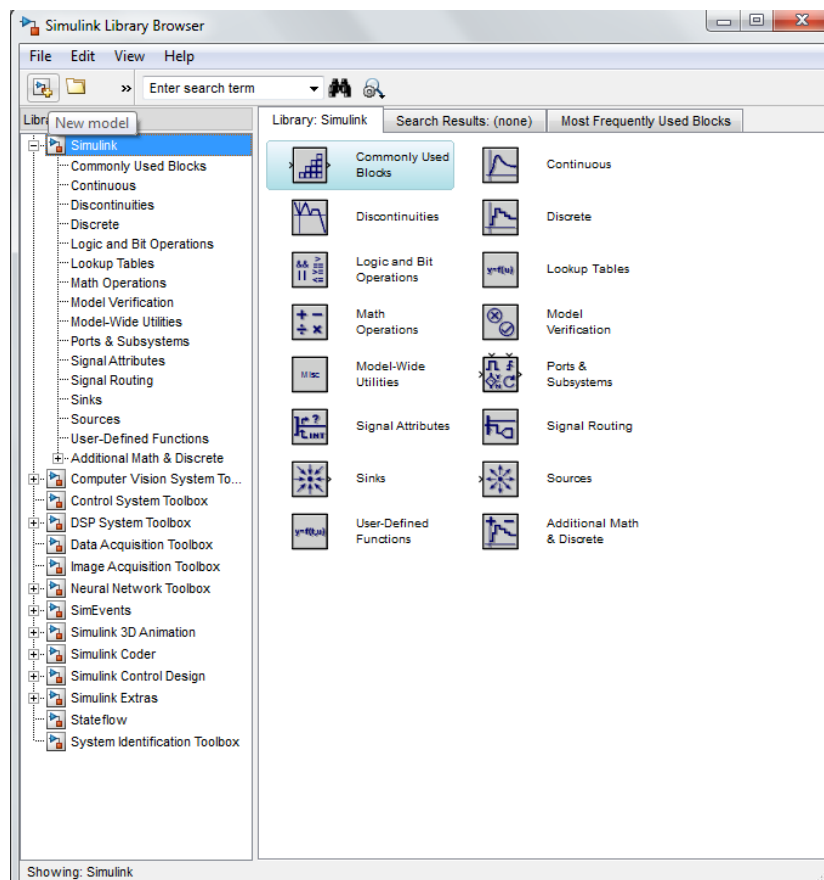 Simulink Library Browser
File Edit View Help
» Enter search term
Libr
New model
Library: Simulink
Search Results: (none)
Most Frequently Used Blocks
Simulink
Commonly Used Blocks
Continuous
Discontinuities
Discrete
Logic and Bit Operations
Lookup Tables
Math Operations
Model Verification
Model-Wide Utilities
Ports & Subsystems
Signal Attributes
Signal Routing
Sinks
Sources
User-Defined Functions
Additional Math & Discrete
Computer Vision System To...
Control System Toolbox
DSP System Toolbox
Data Acquisition Toolbox
Image Acquisition Toolbox
Neural Network Toolbox
SimEvents
Simulink 3D Animation
Simulink Coder
Simulink Control Design
Simulink Extras
Stateflow
System Identification Toolbox
Commonly Used
Blocks
Continuous
Discontinuities
Discrete
Logic and Bit
Operations
y=f(u)
Lookup Tables
Math
Operations
Model
Verification
Misc
Model-Wide
Utilities
Ports &
Subsystems
Signal Attributes
Signal Routing
Sinks
Sources
y=f(t,u)
User-Defined
Functions
Additional Math
& Discrete
Showing: Simulink